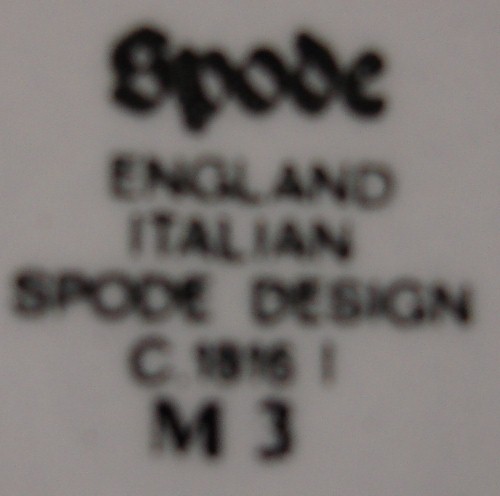 Spode
ENGLAND
ITALIAN
SPODE DESIGN
C.1816 I
M 3